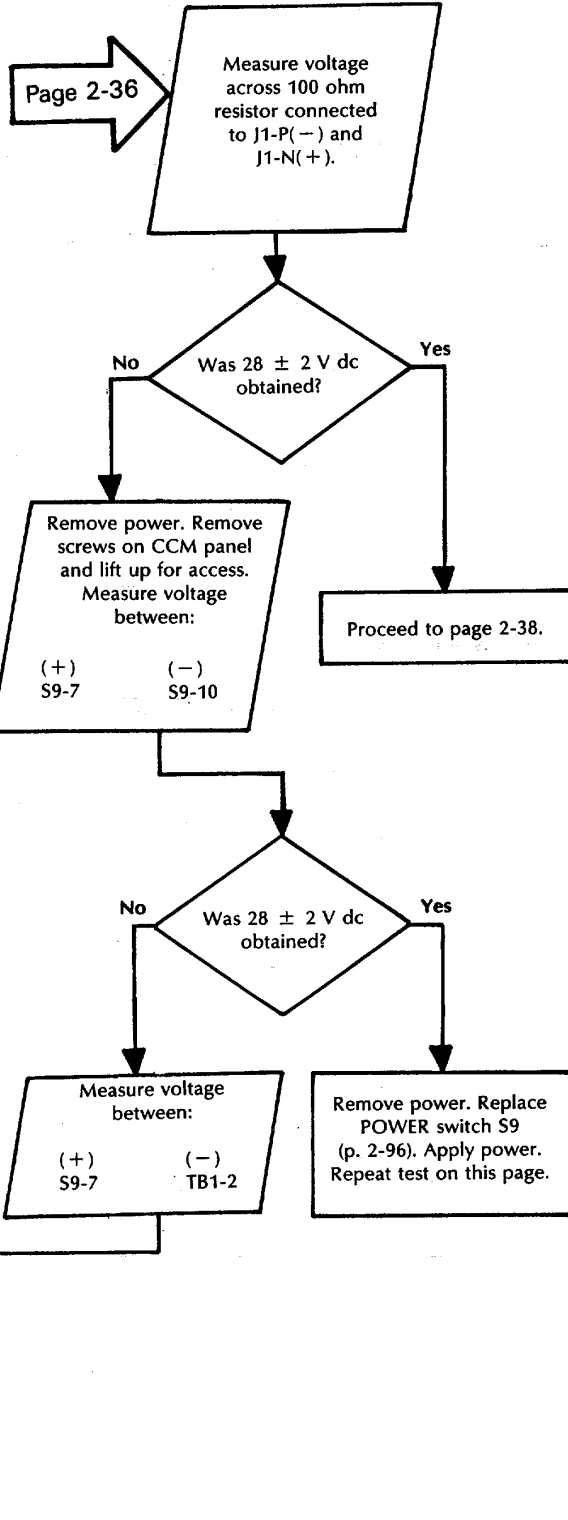 Page 2-36
Measure voltage
across 100 ohm
resistor connected
to J1-P(−) and
J1-N(+).
No
Was 28 ± 2 V dc
obtained?
Yes
Remove power. Remove
screws on CCM panel
and lift up for access.
Measure voltage
between:
(+) (−)
S9-7 S9-10
Proceed to page 2-38.
No
Was 28 ± 2 V dc
obtained?
Yes
Measure voltage
between:
(+) (−)
S9-7 TB1-2
Remove power. Replace
POWER switch S9
(p. 2-96). Apply power.
Repeat test on this page.